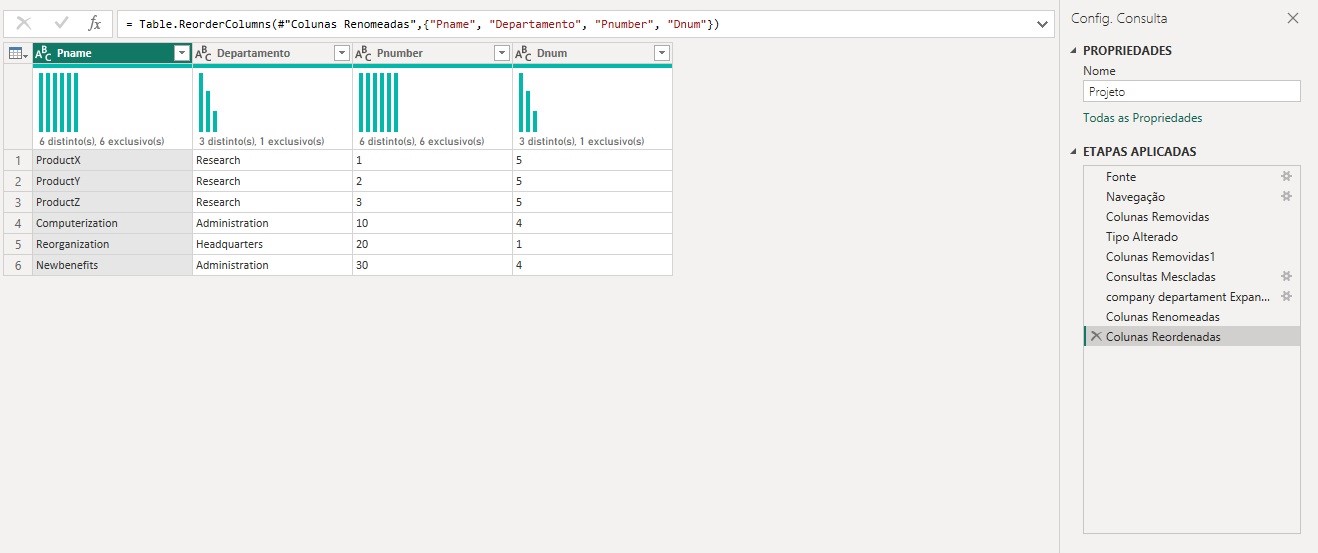 fx = Table.ReorderColumns(#"Colunas Renomeadas",{"Pname", "Departamento", "Pnumber", "Dnum"})
ABC Pname ABC Departamento ABC Pnumber ABC Dnum
6 distinto(s), 6 exclusivo(s) 3 distinto(s), 1 exclusivo(s) 6 distinto(s), 6 exclusivo(s) 3 distinto(s), 1 exclusivo(s)
1 ProductX Research 1 5
2 ProductY Research 2 5
3 ProductZ Research 3 5
4 Computerization Administration 10 4
5 Reorganization Headquarters 20 1
6 Newbenefits Administration 30 4
Config. Consulta
PROPRIEDADES
Nome
Projeto
Todas as Propriedades
ETAPAS APLICADAS
Fonte
Navegação
Colunas Removidas
Tipo Alterado
Colunas Removidas1
Consultas Mescladas
company departament Expan...
Colunas Renomeadas
Colunas Reordenadas